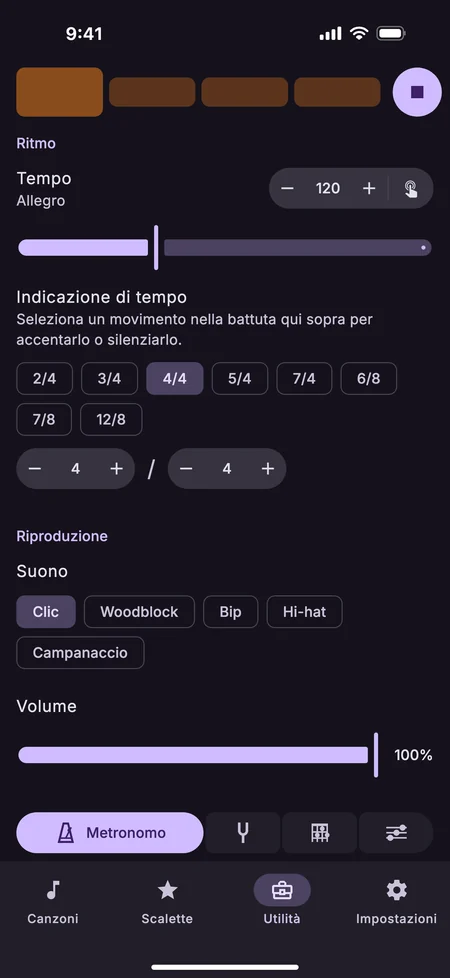 9:41
Ritmo
Tempo
Allegro
120
Indicazione di tempo
Seleziona un movimento nella battuta qui sopra per
accentarlo o silenziarlo.
2/4 3/4 4/4 5/4 7/4 6/8
7/8 12/8
4 / 4
Riproduzione
Suono
Clic Woodblock Bip Hi-hat
Campanaccio
Volume
100%
Metronomo
Canzoni Scalette Utilità Impostazioni